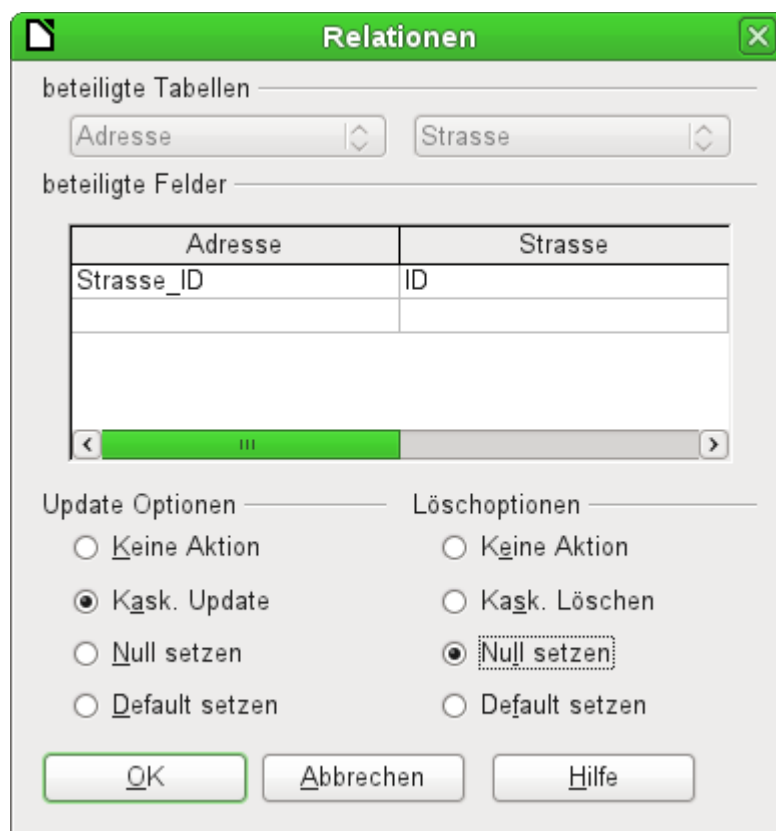 Relationen
beteiligte Tabellen
Adresse Strasse
beteiligte Felder
Adresse Strasse
Strasse_ID ID
Update Optionen Löschoptionen
Keine Aktion Keine Aktion
Kask. Update Kask. Löschen
Null setzen Null setzen
Default setzen Default setzen
OK Abbrechen Hilfe